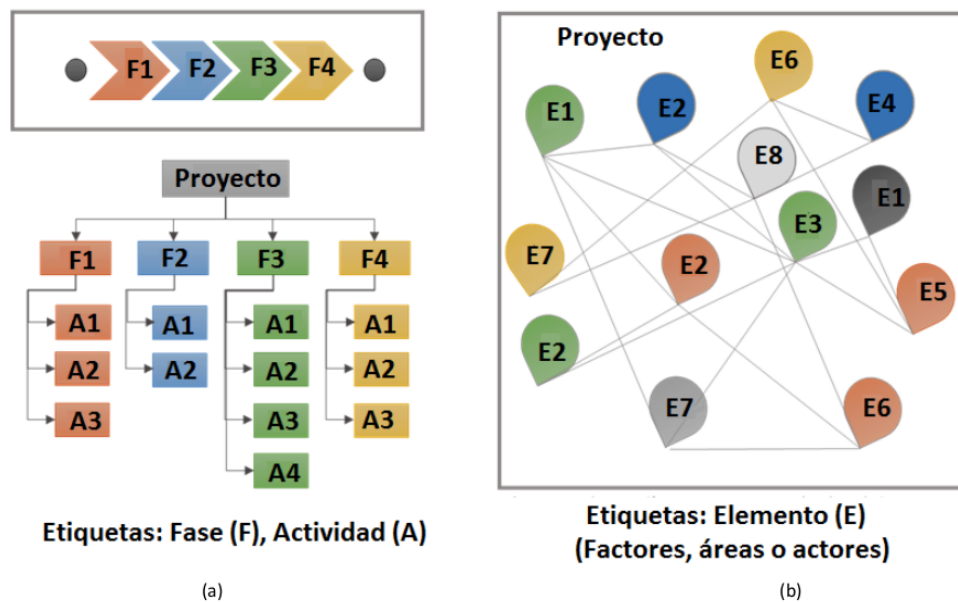 F1 F2 F3 F4
Proyecto
F1 F2 F3 F4
A1 A1 A1 A1
A2 A2 A2 A2
A3 A3 A3
A4
Etiquetas: Fase (F), Actividad (A)
(a)
Proyecto
E6
E1 E2 E4
E8
E1
E3
E7 E2 E5
E2
E7 E6
Etiquetas: Elemento (E)
(Factores, áreas o actores)
(b)